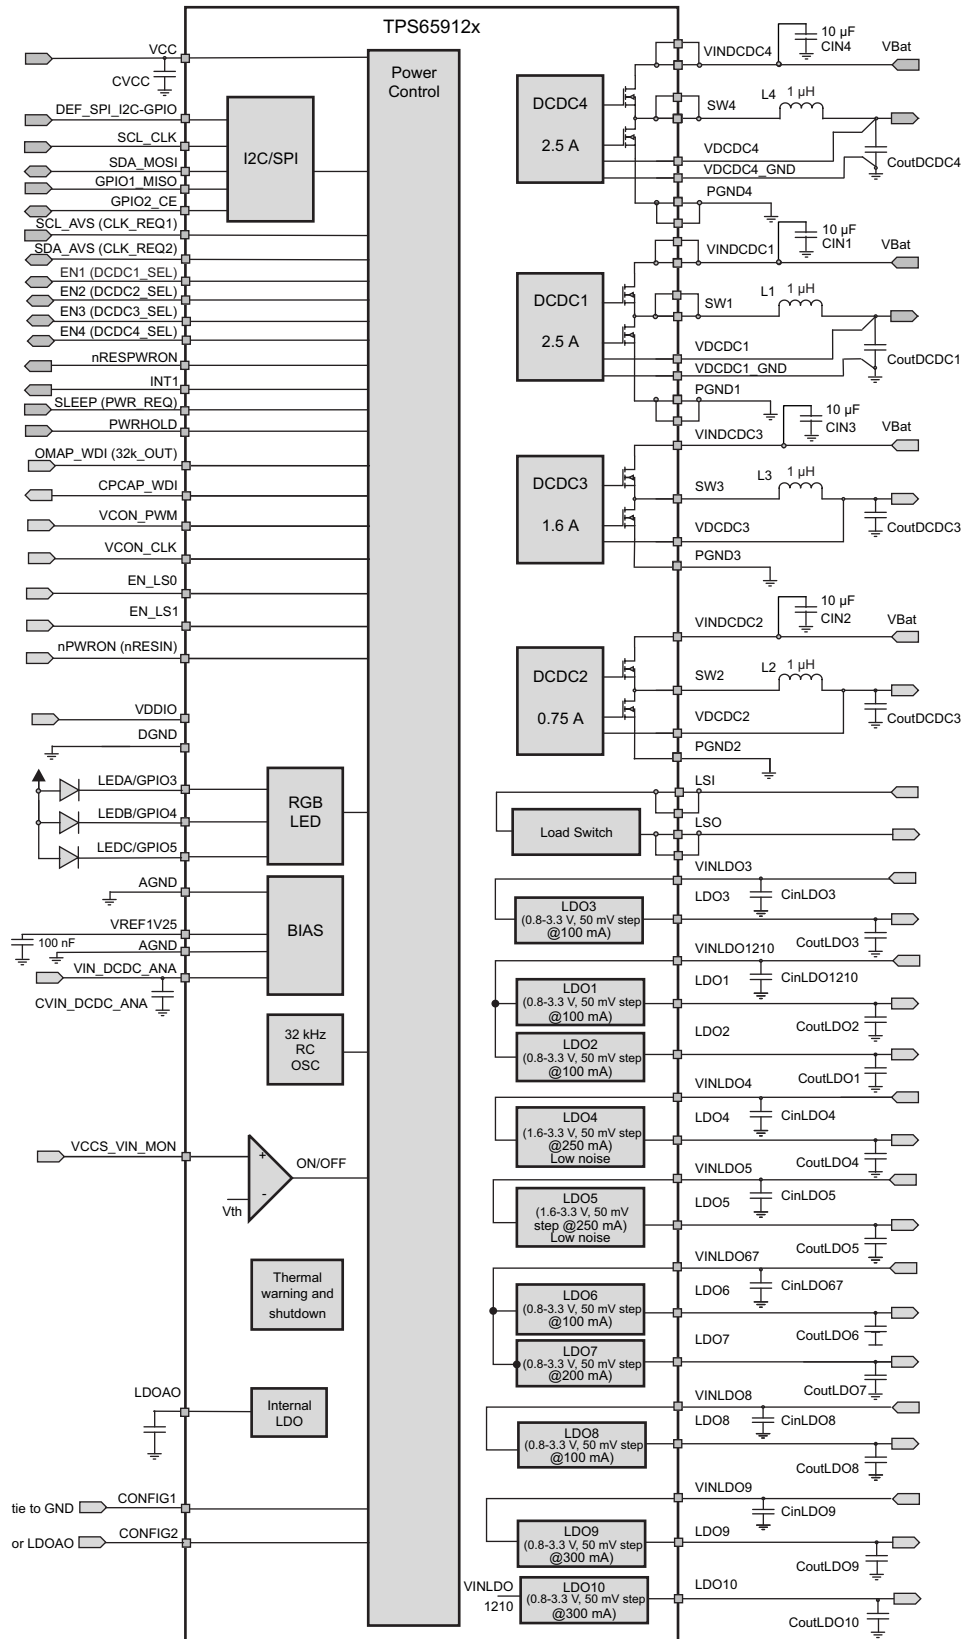 TPS65912x
VCC
CVCC
DEF_SPI_I2C-GPIO
SCL_CLK
SDA_MOSI
GPIO1_MISO
GPIO2_CE
SCL_AVS (CLK_REQ1)
SDA_AVS (CLK_REQ2)
EN1 (DCDC1_SEL)
EN2 (DCDC2_SEL)
EN3 (DCDC3_SEL)
EN4 (DCDC4_SEL)
nRESPWRON
INT1
SLEEP (PWR_REQ)
PWRHOLD
OMAP_WDI (32k_OUT)
CPCAP_WDI
VCON_PWM
VCON_CLK
EN_LS0
EN_LS1
nPWRON (nRESIN)
VDDIO
DGND
LEDA/GPIO3
LEDB/GPIO4
LEDC/GPIO5
AGND
VREF1V25
100 nF
AGND
VIN_DCDC_ANA
CVIN_DCDC_ANA
VCCS_VIN_MON
LDOAO
tie to GND
CONFIG1
or LDOAO
CONFIG2
I2C/SPI
RGB
LED
BIAS
32 kHz
RC
OSC
+
-
Vth
ON/OFF
Thermal
warning and
shutdown
Internal
LDO
Power
Control
DCDC4
2.5 A
VINDCDC4
10 µF
CIN4
VBat
SW4
L4
1 µH
VDCDC4
VDCDC4_GND
CoutDCDC4
PGND4
DCDC1
2.5 A
VINDCDC1
10 µF
CIN1
VBat
SW1
L1
1 µH
VDCDC1
VDCDC1_GND
CoutDCDC1
PGND1
DCDC3
1.6 A
VINDCDC3
10 µF
CIN3
VBat
SW3
L3
1 µH
VDCDC3
CoutDCDC3
PGND3
DCDC2
0.75 A
VINDCDC2
10 µF
CIN2
VBat
SW2
L2
1 µH
VDCDC2
CoutDCDC3
PGND2
LSI
Load Switch
LSO
VINLDO3
LDO3
CinLDO3
LDO3
(0.8-3.3 V, 50 mV step
@100 mA)
CoutLDO3
VINLDO1210
LDO1
CinLDO1210
LDO1
(0.8-3.3 V, 50 mV step
@100 mA)
CoutLDO2
LDO2
LDO2
(0.8-3.3 V, 50 mV step
@100 mA)
CoutLDO1
VINLDO4
LDO4
CinLDO4
LDO4
(1.6-3.3 V, 50 mV step
@250 mA)
Low noise
CoutLDO4
VINLDO5
LDO5
CinLDO5
LDO5
(1.6-3.3 V, 50 mV
step @250 mA)
Low noise
CoutLDO5
VINLDO67
LDO6
CinLDO67
LDO6
(0.8-3.3 V, 50 mV step
@100 mA)
CoutLDO6
LDO7
LDO7
(0.8-3.3 V, 50 mV step
@200 mA)
CoutLDO7
VINLDO8
LDO8
CinLDO8
LDO8
(0.8-3.3 V, 50 mV step
@100 mA)
CoutLDO8
VINLDO9
CinLDO9
LDO9
LDO9
(0.8-3.3 V, 50 mV step
@300 mA)
CoutLDO9
VINLDO
1210
LDO10
(0.8-3.3 V, 50 mV step
@300 mA)
LDO10
CoutLDO10